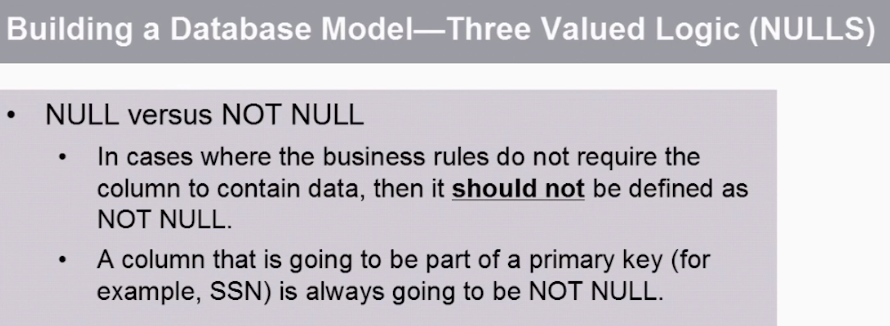 Building a Database Model—Three Valued Logic (NULLS)
• NULL versus NOT NULL
• In cases where the business rules do not require the
column to contain data, then it should not be defined as
NOT NULL.
• A column that is going to be part of a primary key (for
example, SSN) is always going to be NOT NULL.